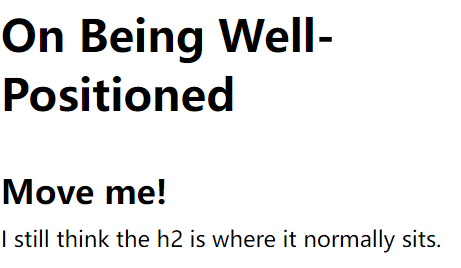 On Being Well-
Positioned
Move me!
I still think the h2 is where it normally sits.